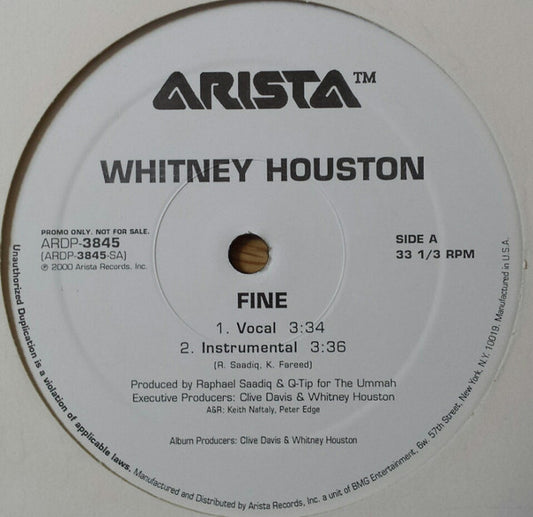 ARISTA™
WHITNEY HOUSTON
PROMO ONLY. NOT FOR SALE.
ARDP-3845
(ARDP-3845-SA)
℗ 2000 Arista Records, Inc.
SIDE A
33 1/3 RPM
FINE
1. Vocal 3:34
2. Instrumental 3:36
(R. Saadiq, K. Fareed)
Produced by Raphael Saadiq & Q-Tip for The Ummah
Executive Producers: Clive Davis & Whitney Houston
A&R: Keith Naftaly, Peter Edge
Album Producers: Clive Davis & Whitney Houston
Unauthorized Duplication is a violation of applicable laws. Manufactured and Distributed by Arista Records, Inc. a unit of BMG Entertainment, 6w. 57th Street, New York, N.Y. 10019. Manufactured in U.S.A.